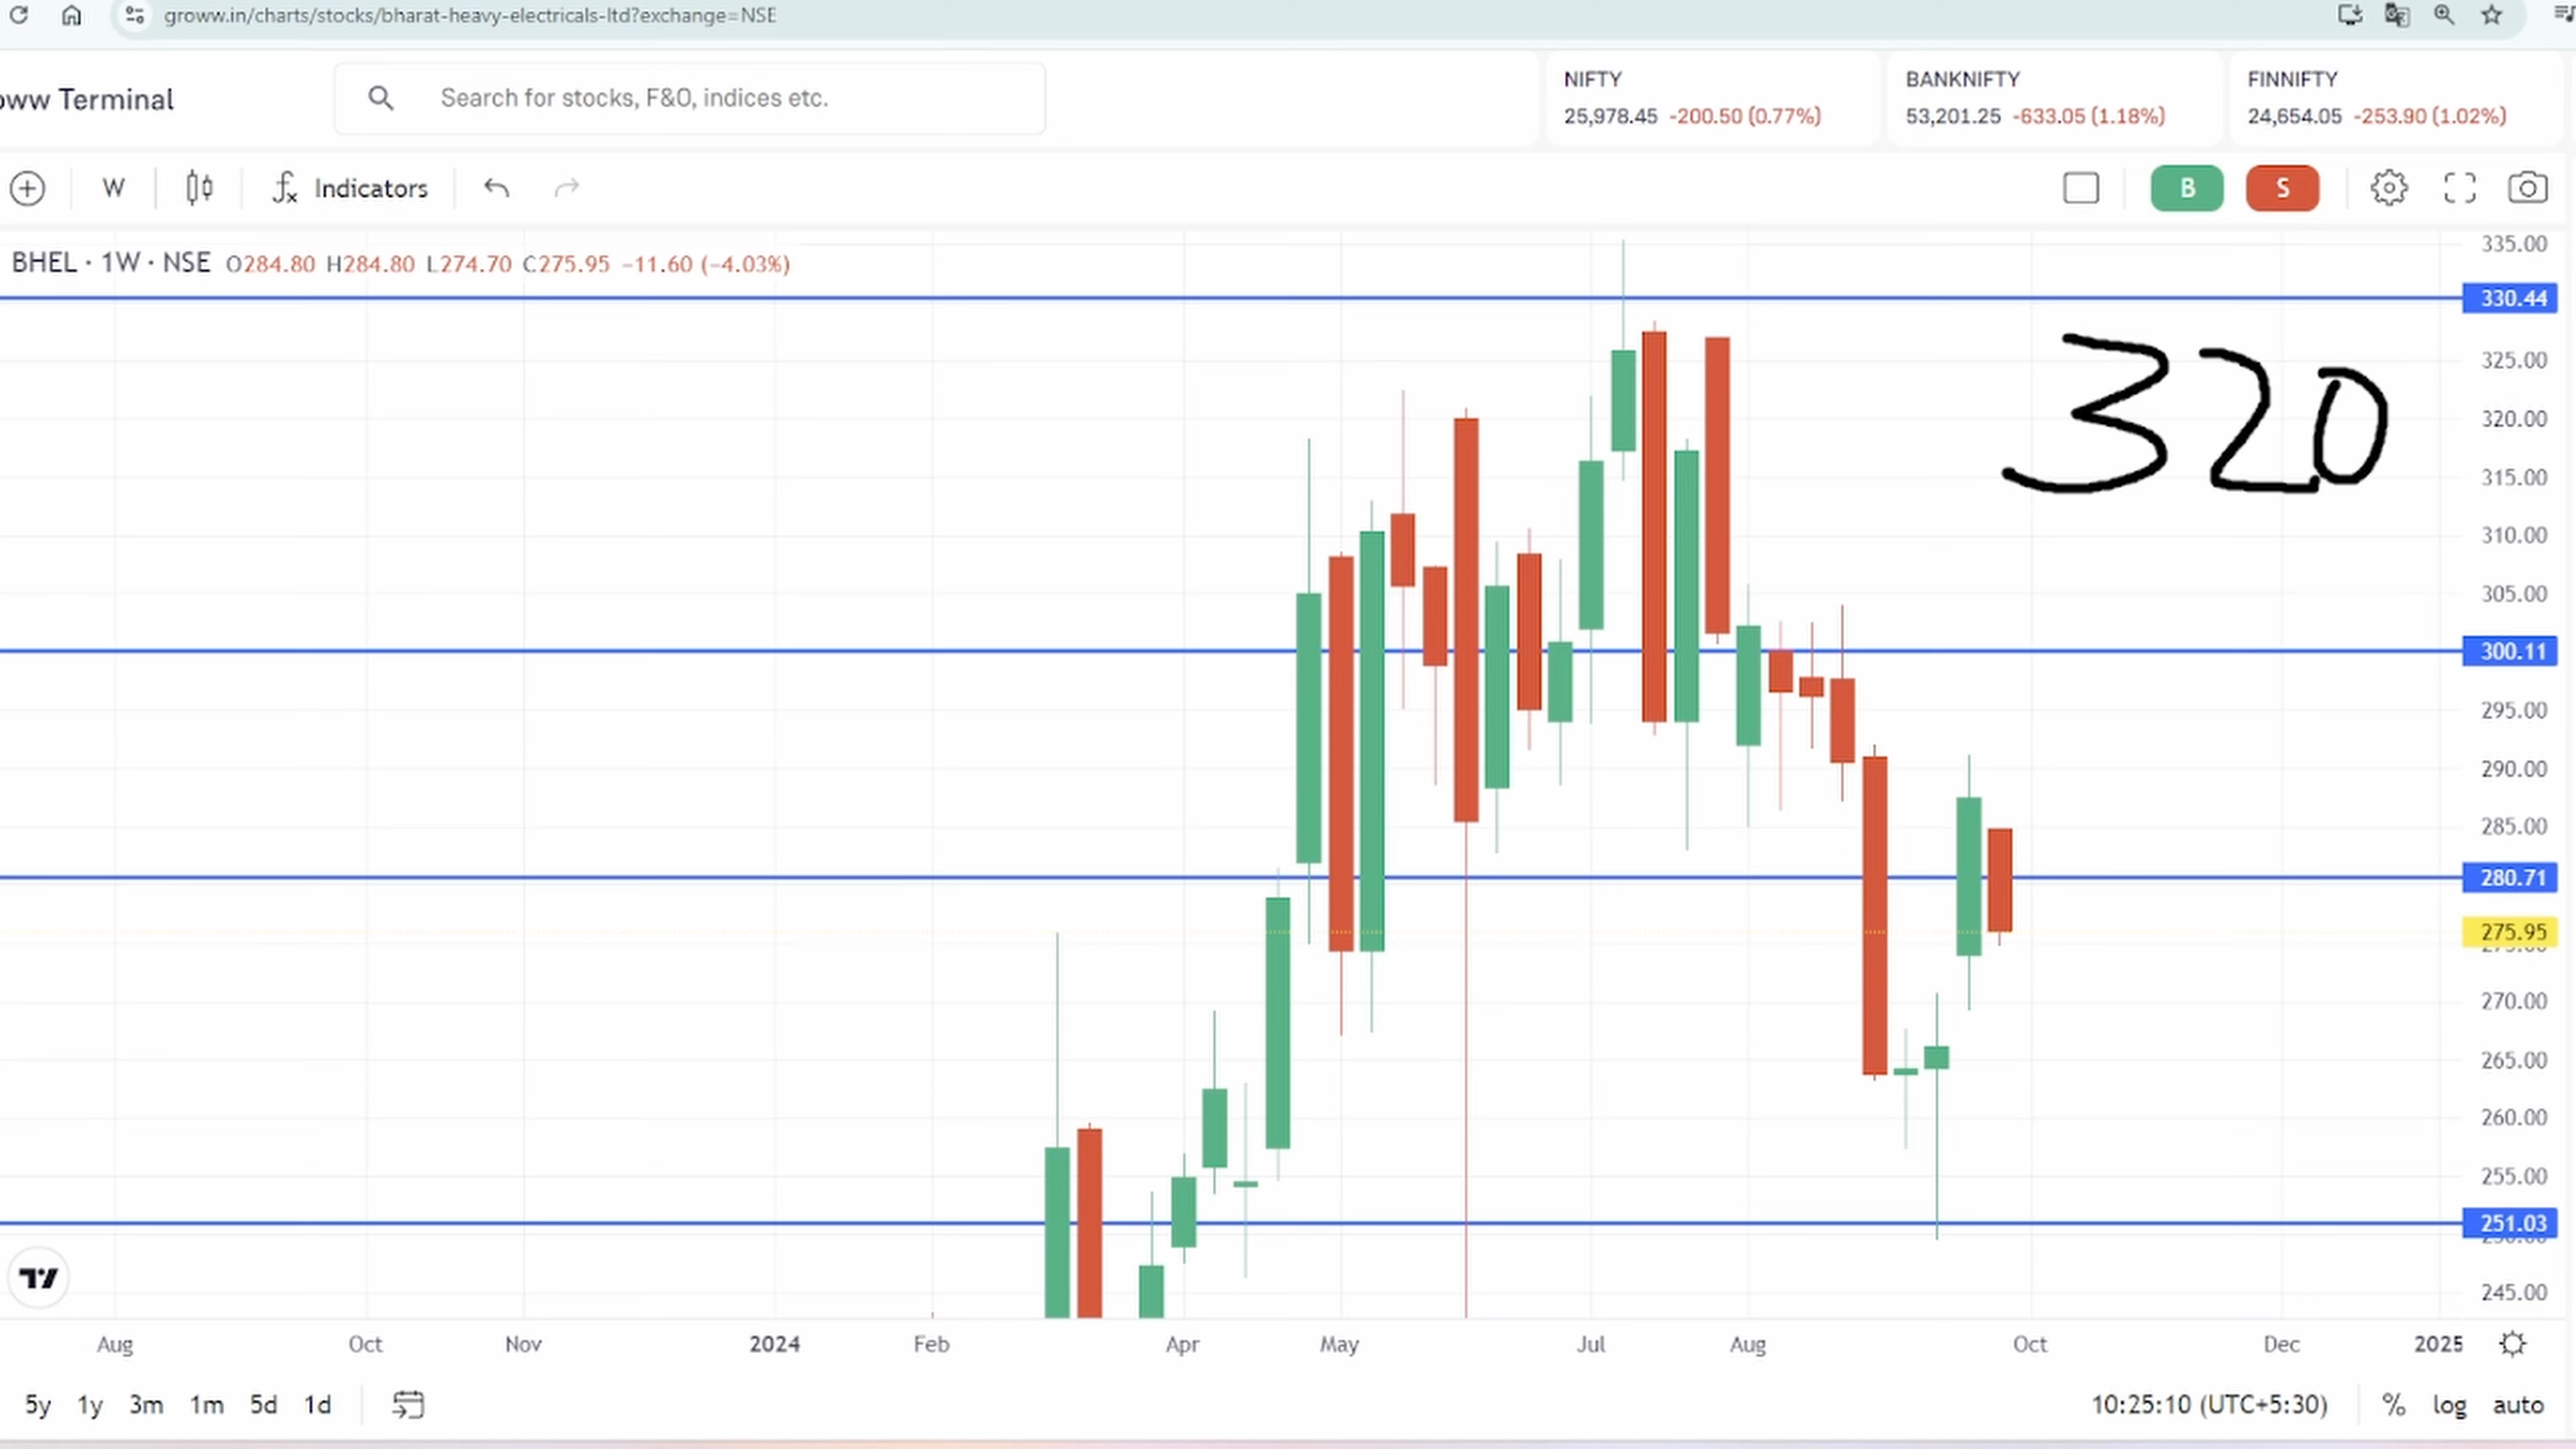 groww.in/charts/stocks/bharat-heavy-electricals-ltd?exchange=NSE
oww Terminal
Search for stocks, F&O, indices etc.
NIFTY
25,978.45 -200.50 (0.77%)
BANKNIFTY
53,201.25 -633.05 (1.18%)
FINNIFTY
24,654.05 -253.90 (1.02%)
W
Indicators
B
S
BHEL · 1W · NSE O284.80 H284.80 L274.70 C275.95 −11.60 (−4.03%)
335.00
330.44
325.00
320.00
315.00
310.00
305.00
300.11
295.00
290.00
285.00
280.71
275.95
270.00
265.00
260.00
255.00
251.03
245.00
320
Aug Oct Nov 2024 Feb Apr May Jul Aug Oct Dec 2025
5y 1y 3m 1m 5d 1d
10:25:10 (UTC+5:30) % log auto